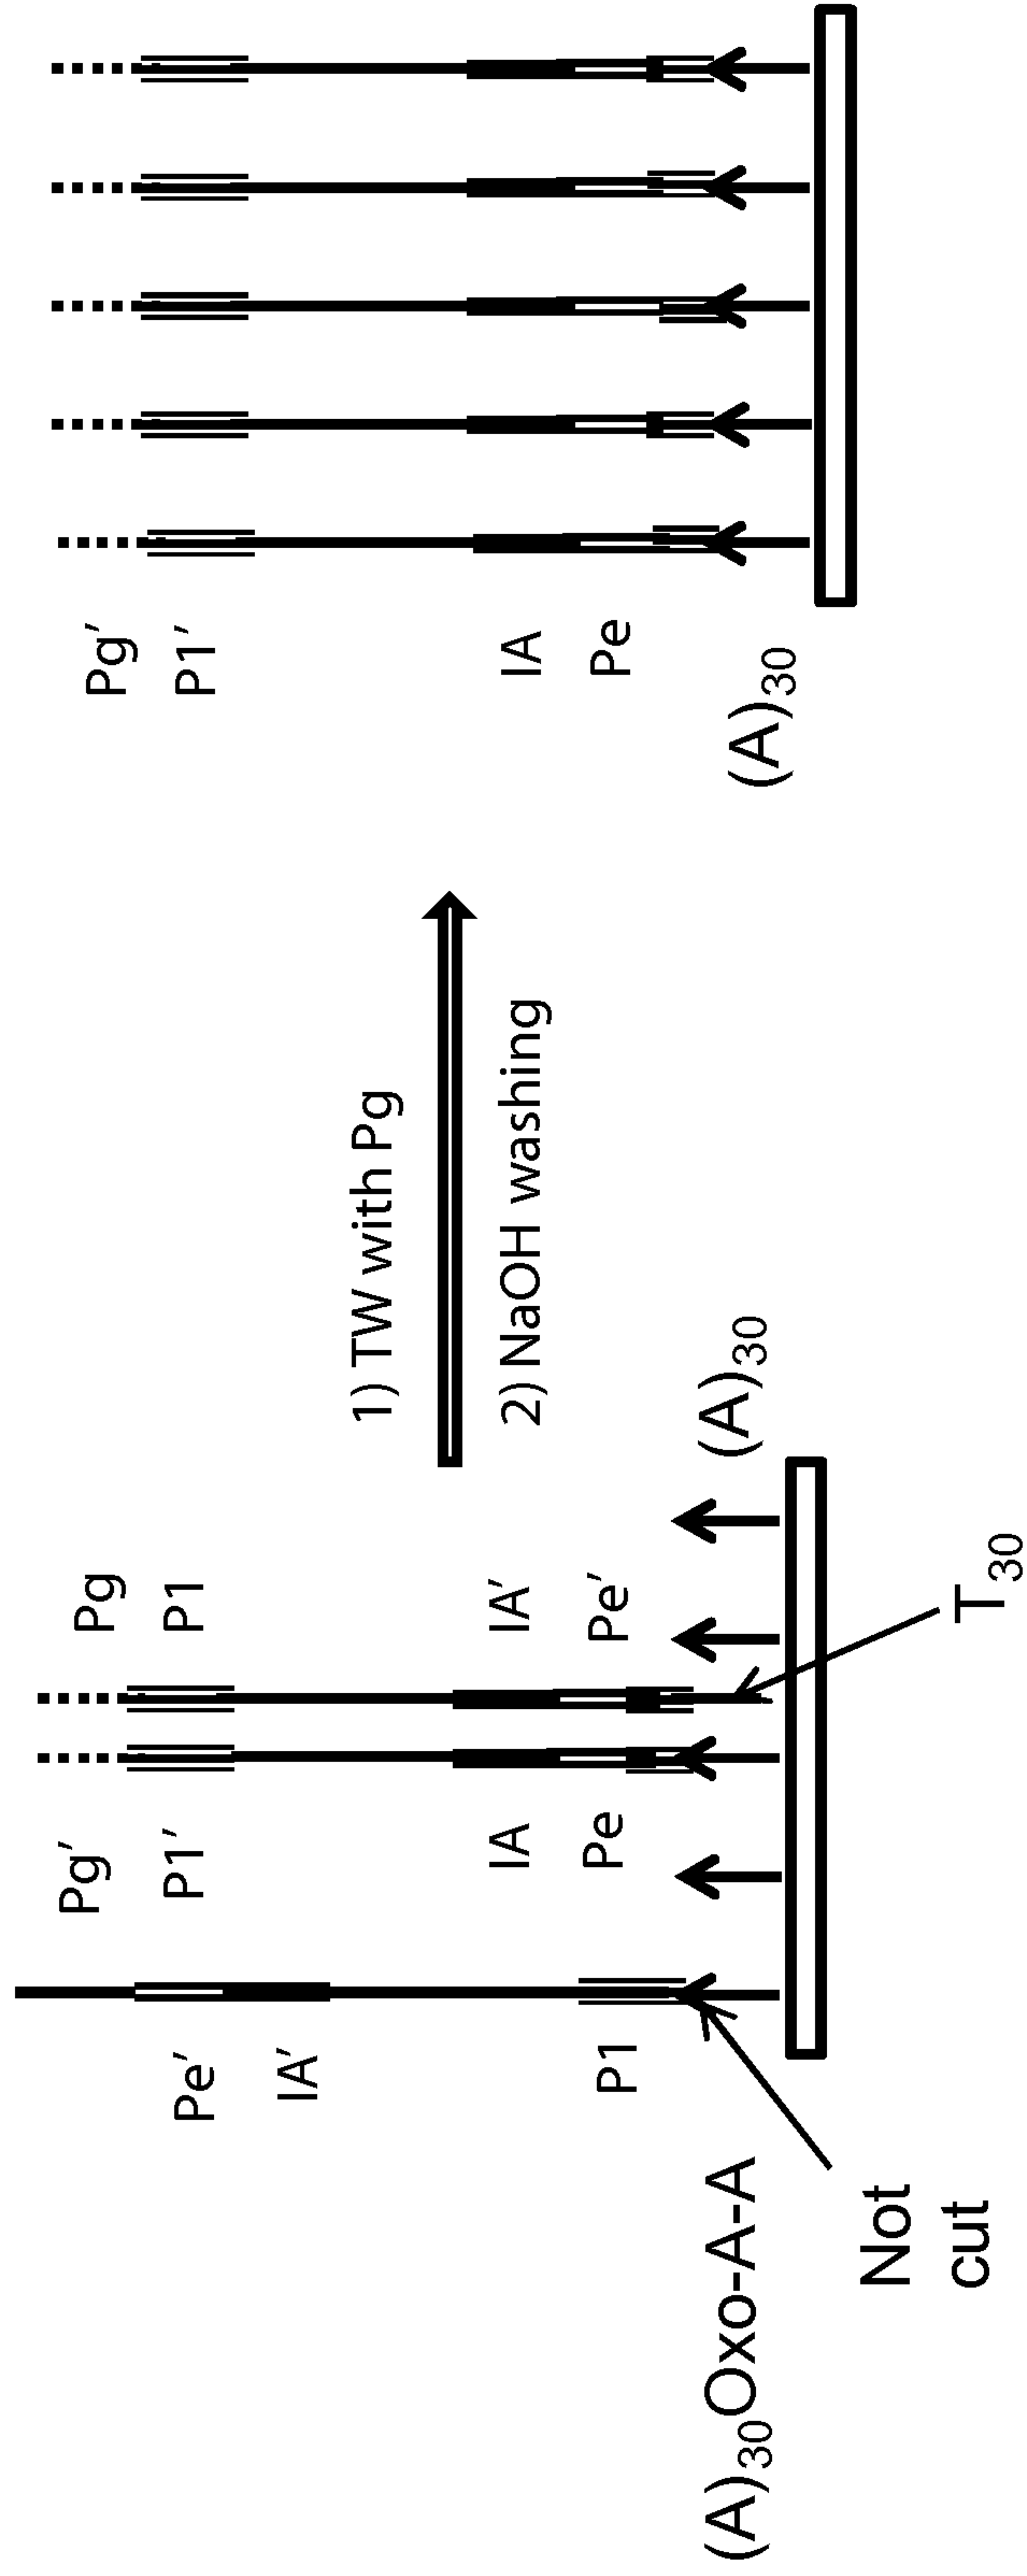 Pe′
IA′
P1
(A)30Oxo-A-A
Not
cut
Pg′
P1′
IA
Pe
Pg
P1
IA′
Pe′
(A)30
T30
1) TW with Pg
2) NaOH washing
Pg′
P1′
IA
Pe
(A)30